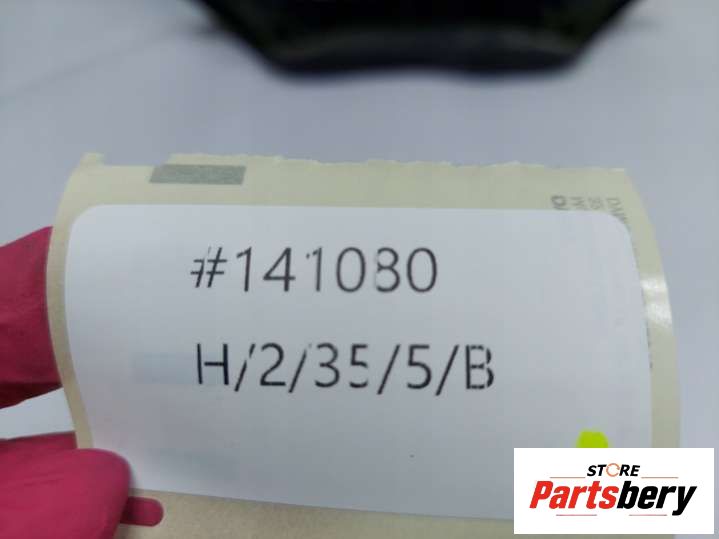 #141080
H/2/35/5/B
STORE
Partsbery